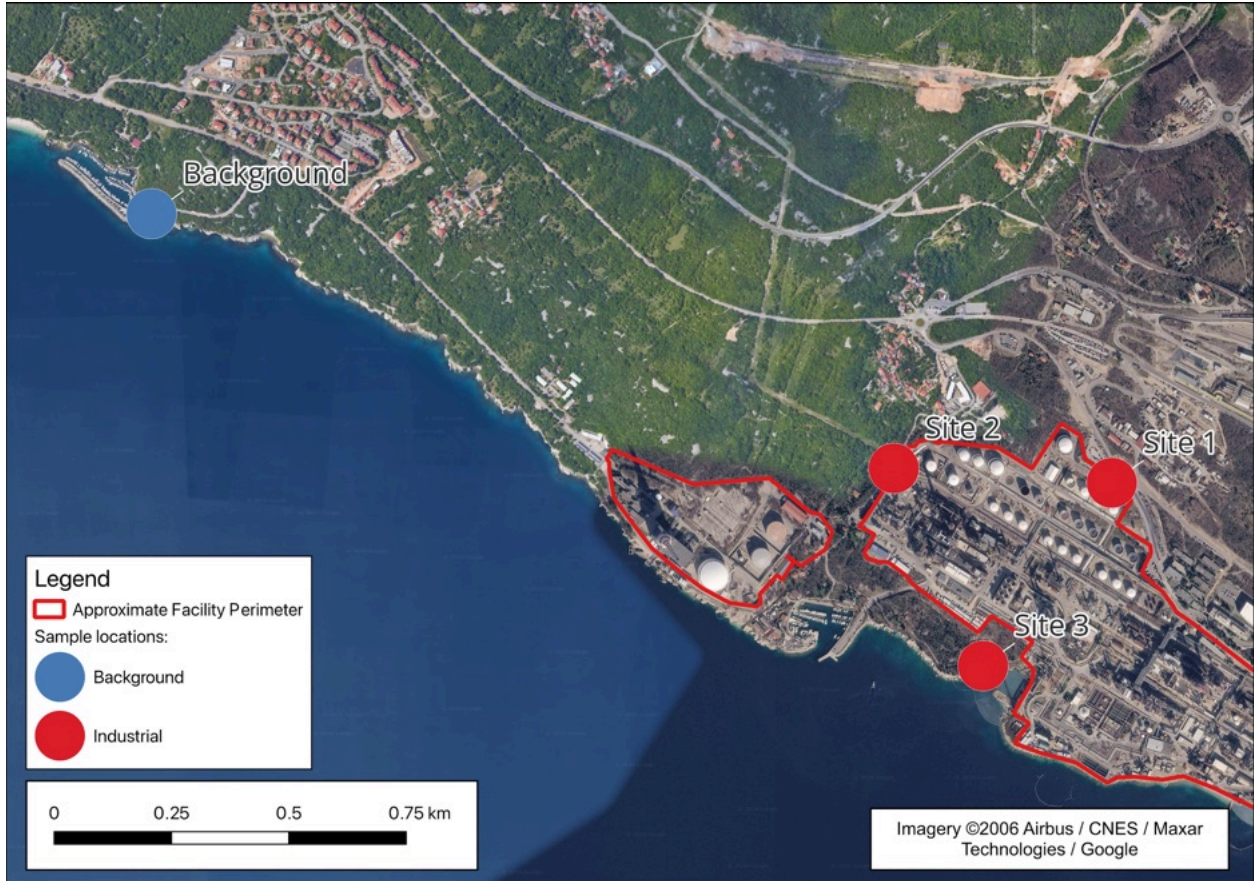 Background
Site 2
Site 1
Site 3
Legend
Approximate Facility Perimeter
Sample locations:
Background
Industrial
0 0.25 0.5 0.75 km
Imagery ©2006 Airbus / CNES / Maxar
Technologies / Google